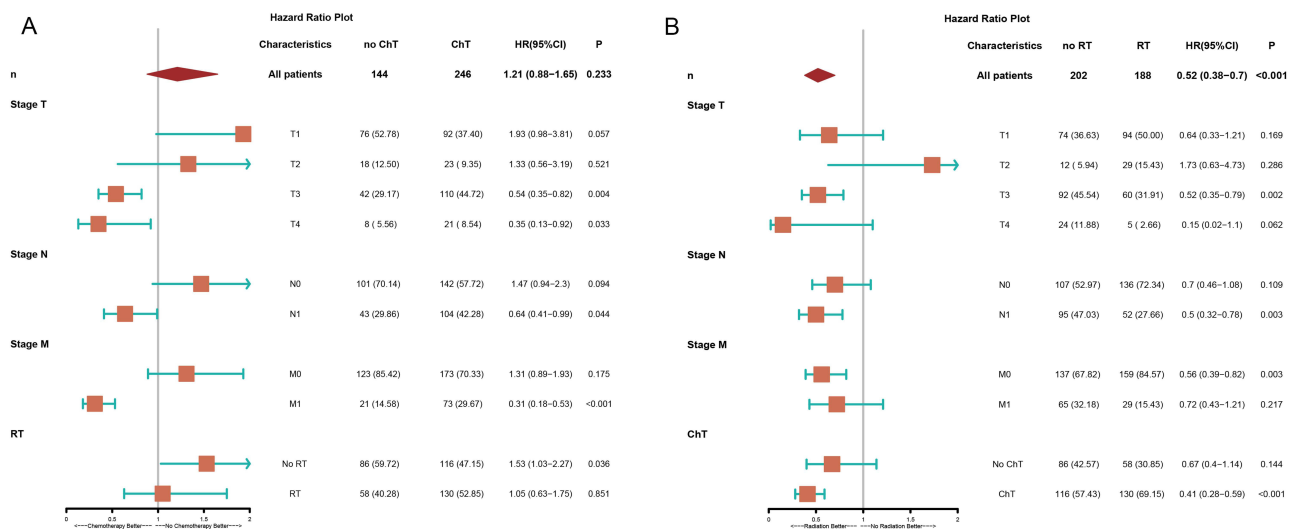 A
Hazard Ratio Plot
Characteristics no ChT ChT HR(95%CI) P
n All patients 144 246 1.21 (0.88−1.65) 0.233
Stage T
T1 76 (52.78) 92 (37.40) 1.93 (0.98−3.81) 0.057
T2 18 (12.50) 23 ( 9.35) 1.33 (0.56−3.19) 0.521
T3 42 (29.17) 110 (44.72) 0.54 (0.35−0.82) 0.004
T4 8 ( 5.56) 21 ( 8.54) 0.35 (0.13−0.92) 0.033
Stage N
N0 101 (70.14) 142 (57.72) 1.47 (0.94−2.3) 0.094
N1 43 (29.86) 104 (42.28) 0.64 (0.41−0.99) 0.044
Stage M
M0 123 (85.42) 173 (70.33) 1.31 (0.89−1.93) 0.175
M1 21 (14.58) 73 (29.67) 0.31 (0.18−0.53) <0.001
RT
No RT 86 (59.72) 116 (47.15) 1.53 (1.03−2.27) 0.036
RT 58 (40.28) 130 (52.85) 1.05 (0.63−1.75) 0.851
0 0.5 1 1.5 2
<----Chemotherapy Better----   ----No Chemotherapy Better---->
B
Hazard Ratio Plot
Characteristics no RT RT HR(95%CI) P
n All patients 202 188 0.52 (0.38−0.7) <0.001
Stage T
T1 74 (36.63) 94 (50.00) 0.64 (0.33−1.21) 0.169
T2 12 ( 5.94) 29 (15.43) 1.73 (0.63−4.73) 0.286
T3 92 (45.54) 60 (31.91) 0.52 (0.35−0.79) 0.002
T4 24 (11.88) 5 ( 2.66) 0.15 (0.02−1.1) 0.062
Stage N
N0 107 (52.97) 136 (72.34) 0.7 (0.46−1.08) 0.109
N1 95 (47.03) 52 (27.66) 0.5 (0.32−0.78) 0.003
Stage M
M0 137 (67.82) 159 (84.57) 0.56 (0.39−0.82) 0.003
M1 65 (32.18) 29 (15.43) 0.72 (0.43−1.21) 0.217
ChT
No ChT 86 (42.57) 58 (30.85) 0.67 (0.4−1.14) 0.144
ChT 116 (57.43) 130 (69.15) 0.41 (0.28−0.59) <0.001
0 0.5 1 2
<----Radiation Better----   ----No Radiation Better---->